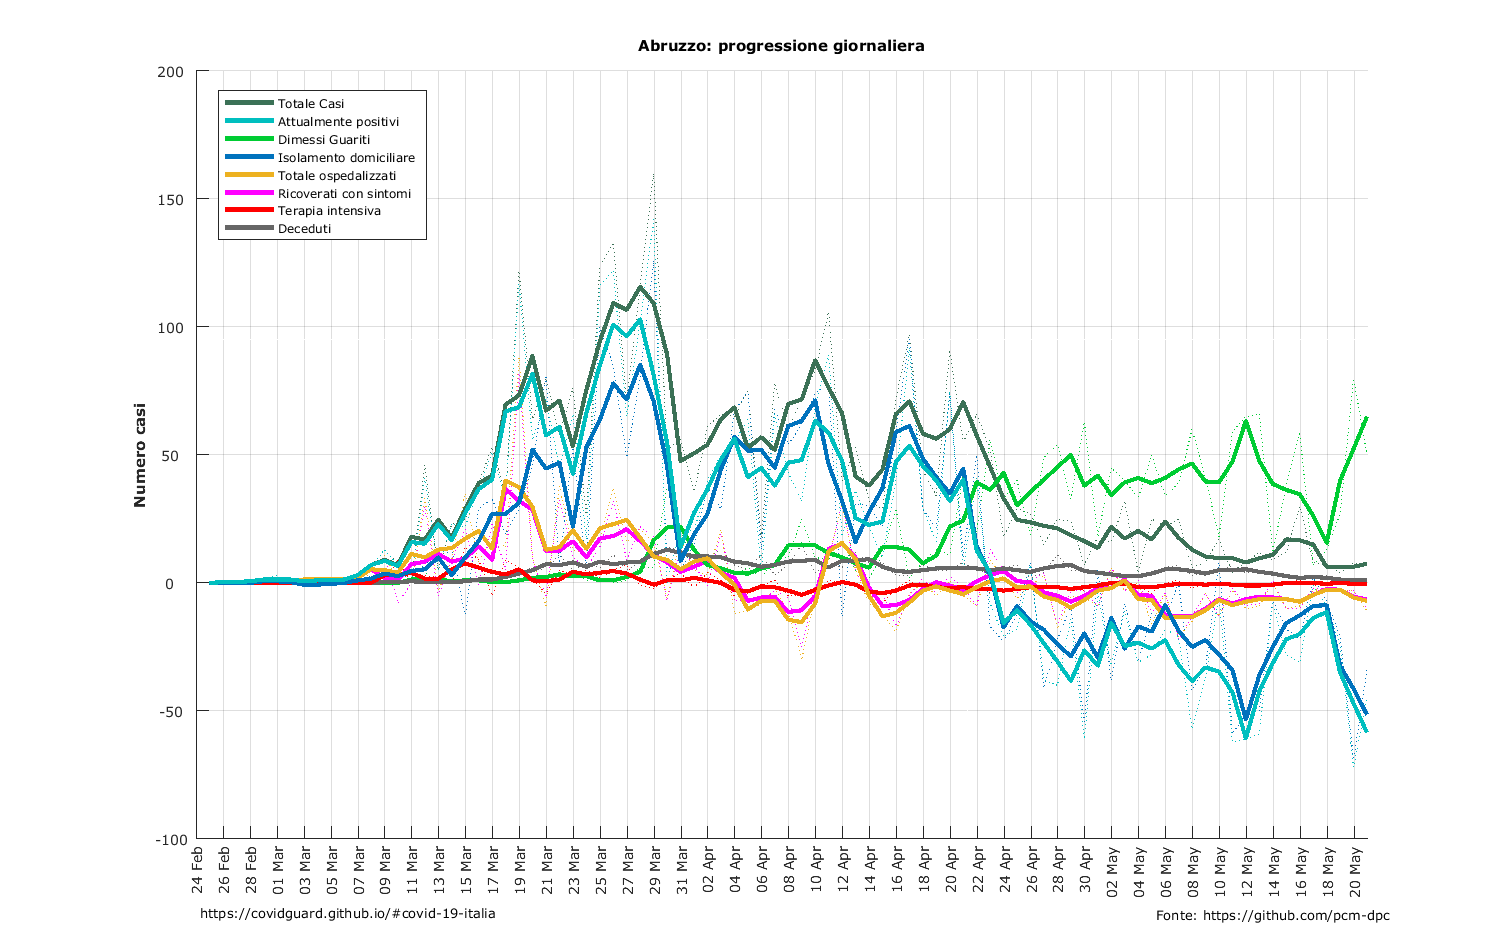 Abruzzo: progressione giornaliera
200
150
100
50
0
-50
-100
Numero casi
Totale Casi
Attualmente positivi
Dimessi Guariti
Isolamento domiciliare
Totale ospedalizzati
Ricoverati con sintomi
Terapia intensiva
Deceduti
24 Feb
26 Feb
28 Feb
01 Mar
03 Mar
05 Mar
07 Mar
09 Mar
11 Mar
13 Mar
15 Mar
17 Mar
19 Mar
21 Mar
23 Mar
25 Mar
27 Mar
29 Mar
31 Mar
02 Apr
04 Apr
06 Apr
08 Apr
10 Apr
12 Apr
14 Apr
16 Apr
18 Apr
20 Apr
22 Apr
24 Apr
26 Apr
28 Apr
30 Apr
02 May
04 May
06 May
08 May
10 May
12 May
14 May
16 May
18 May
20 May
https://covidguard.github.io/#covid-19-italia
Fonte: https://github.com/pcm-dpc